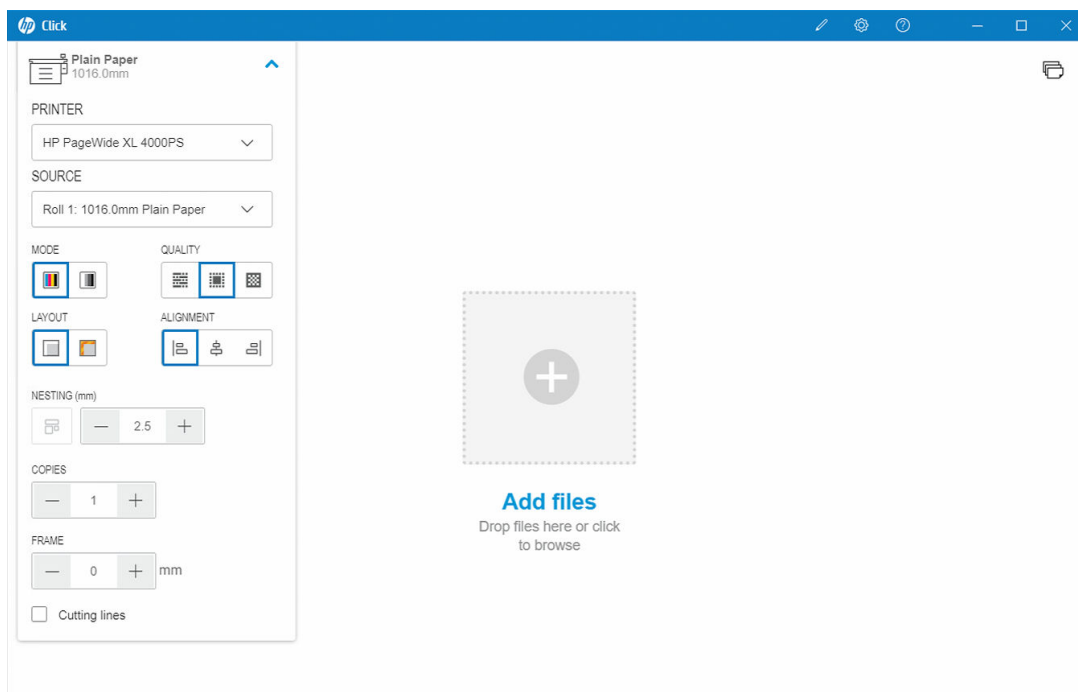 hp Click
Plain Paper
1016.0mm
PRINTER
HP PageWide XL 4000PS
SOURCE
Roll 1: 1016.0mm Plain Paper
MODE QUALITY
LAYOUT ALIGNMENT
NESTING (mm)
2.5
COPIES
1
FRAME
0 mm
Cutting lines
Add files
Drop files here or click
to browse